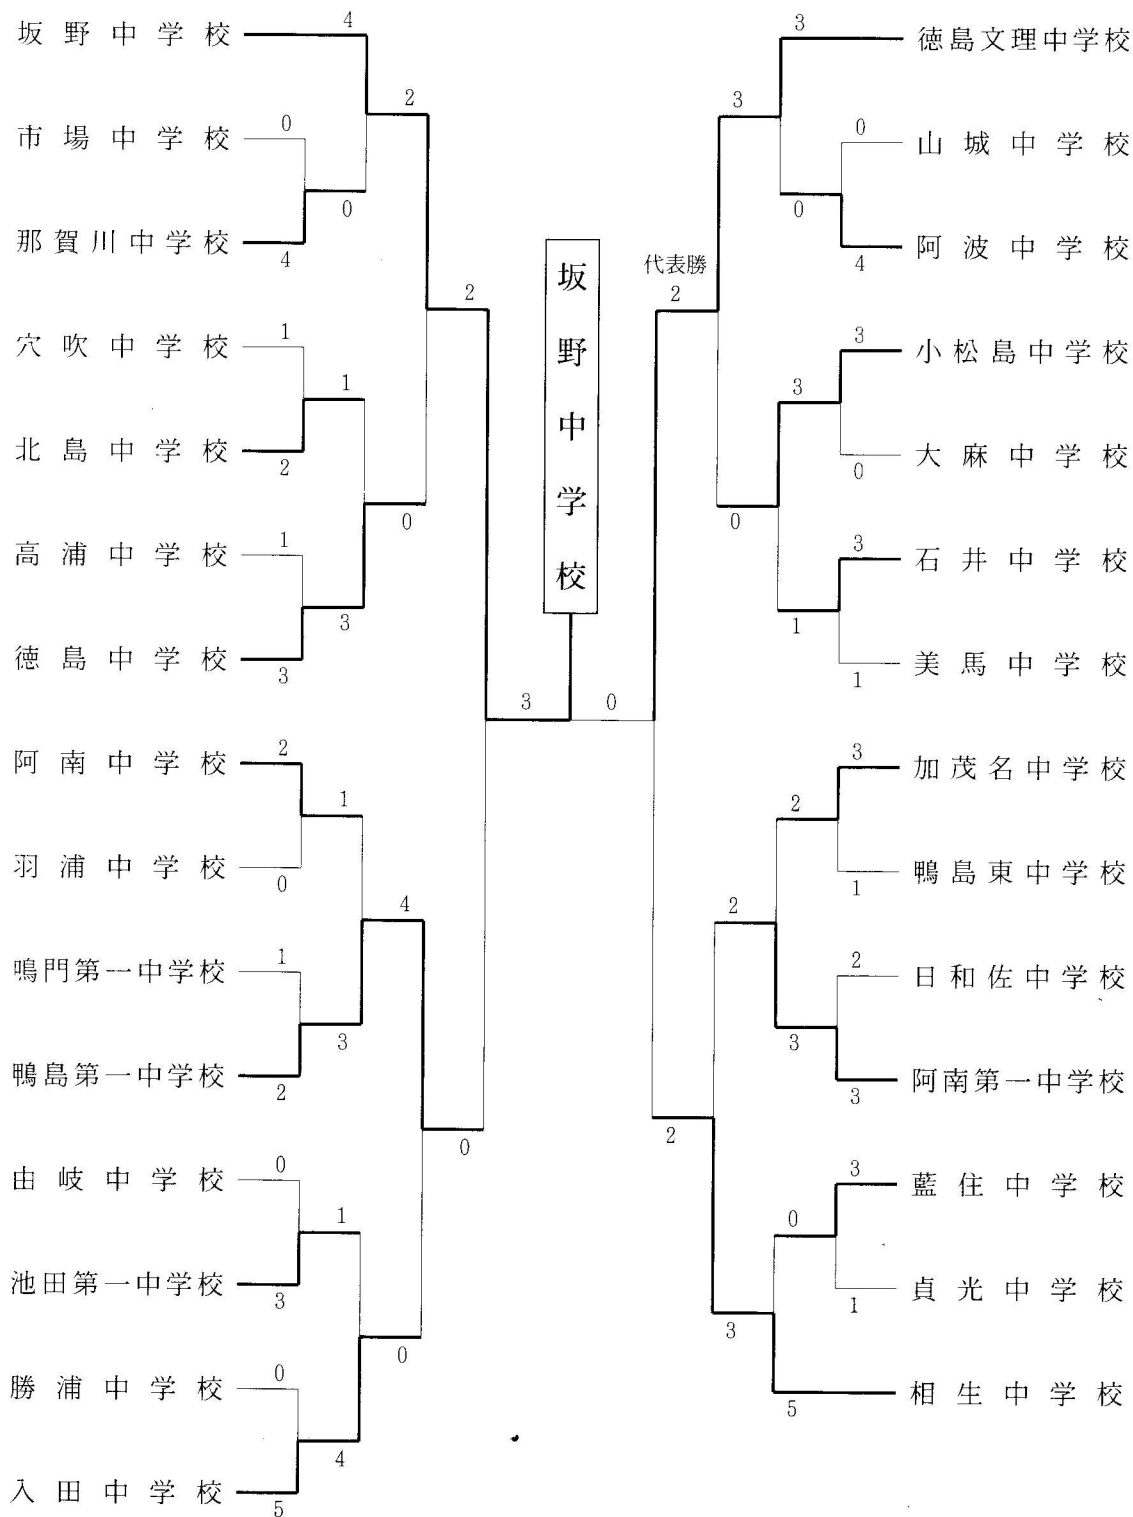 4
坂野中学校
2
市場中学校
0
0
那賀川中学校
4
2
穴吹中学校
1
1
北島中学校
2
0
高浦中学校
1
3
徳島中学校
3
3
阿南中学校
2
1
羽浦中学校
0
4
鳴門第一中学校
1
3
鴨島第一中学校
2
0
由岐中学校
0
1
池田第一中学校
3
0
勝浦中学校
0
4
入田中学校
5
坂野中学校
3
徳島文理中学校
3
0
山城中学校
0
阿波中学校
4
代表勝
2
3
小松島中学校
3
大麻中学校
0
0
3
石井中学校
1
美馬中学校
1
0
3
加茂名中学校
2
鴨島東中学校
1
2
2
日和佐中学校
3
阿南第一中学校
3
2
3
藍住中学校
0
貞光中学校
1
3
相生中学校
5